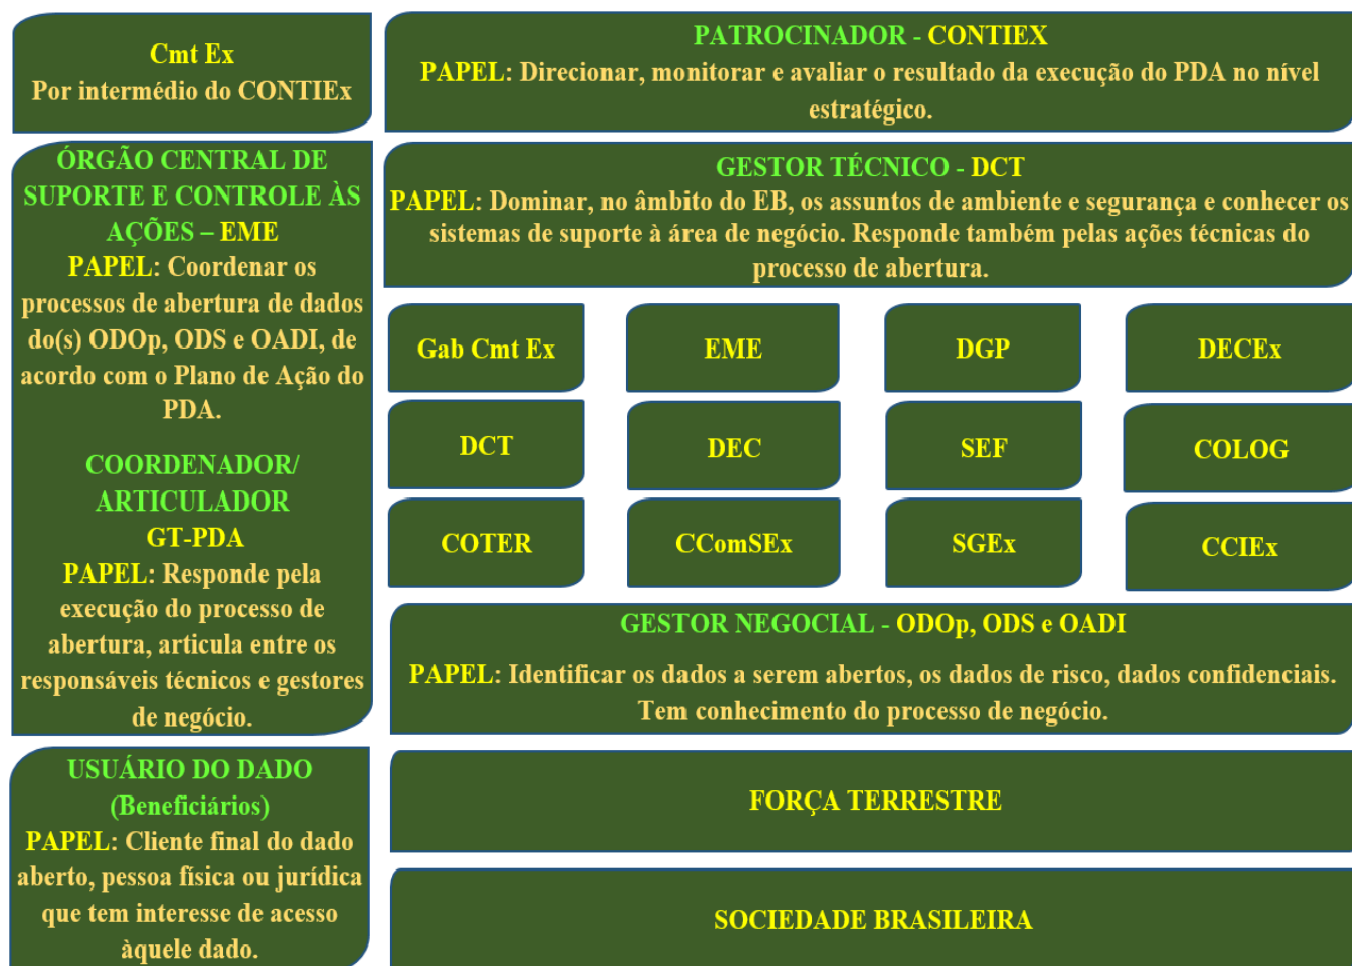 Cmt Ex
Por intermédio do CONTIEx
PATROCINADOR - CONTIEX
PAPEL: Direcionar, monitorar e avaliar o resultado da execução do PDA no nível
estratégico.
ÓRGÃO CENTRAL DE
SUPORTE E CONTROLE ÀS
AÇÕES – EME
PAPEL: Coordenar os
processos de abertura de dados
do(s) ODOp, ODS e OADI, de
acordo com o Plano de Ação do
PDA.
COORDENADOR/
ARTICULADOR
GT-PDA
PAPEL: Responde pela
execução do processo de
abertura, articula entre os
responsáveis técnicos e gestores
de negócio.
GESTOR TÉCNICO - DCT
PAPEL: Dominar, no âmbito do EB, os assuntos de ambiente e segurança e conhecer os
sistemas de suporte à área de negócio. Responde também pelas ações técnicas do
processo de abertura.
Gab Cmt Ex
EME
DGP
DECEx
DCT
DEC
SEF
COLOG
COTER
CComSEx
SGEx
CCIEx
GESTOR NEGOCIAL - ODOp, ODS e OADI
PAPEL: Identificar os dados a serem abertos, os dados de risco, dados confidenciais.
Tem conhecimento do processo de negócio.
USUÁRIO DO DADO
(Beneficiários)
PAPEL: Cliente final do dado
aberto, pessoa física ou jurídica
que tem interesse de acesso
àquele dado.
FORÇA TERRESTRE
SOCIEDADE BRASILEIRA